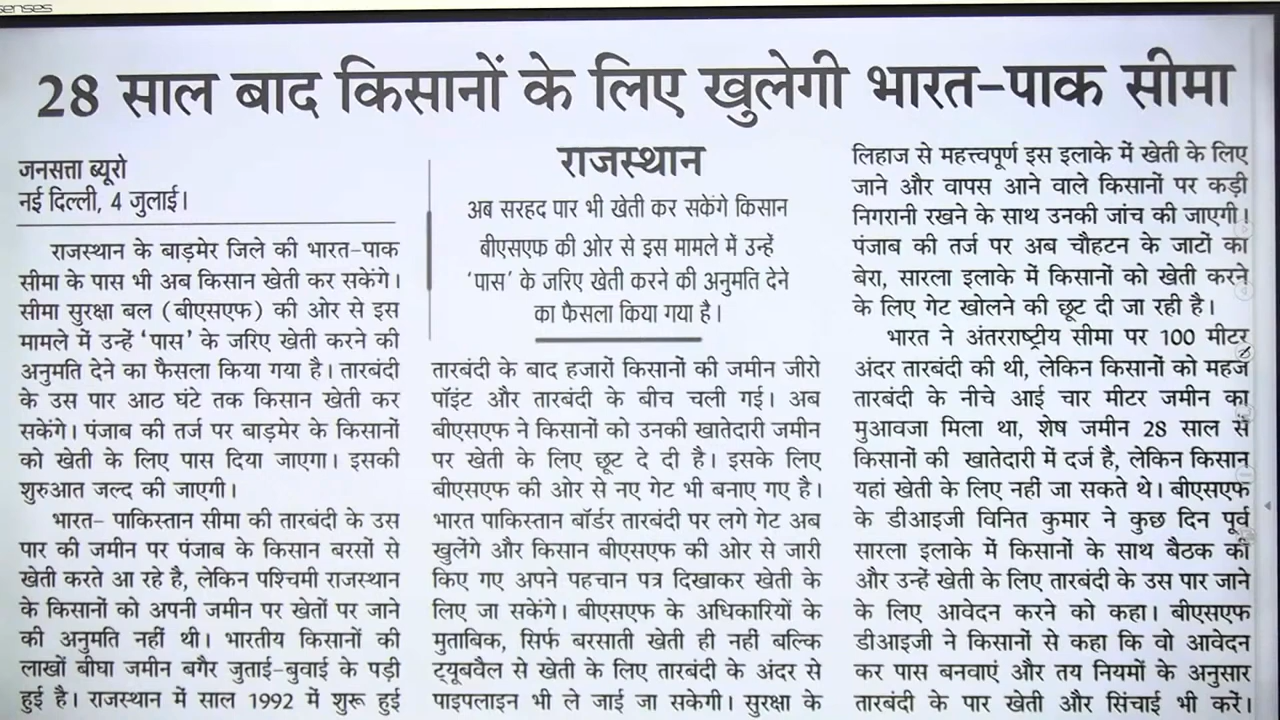 senses
28 साल बाद किसानों के लिए खुलेगी भारत-पाक सीमा
जनसत्ता ब्यूरो
नई दिल्ली, 4 जुलाई।
राजस्थान के बाड़मेर जिले की भारत-पाक
सीमा के पास भी अब किसान खेती कर सकेंगे।
सीमा सुरक्षा बल (बीएसएफ) की ओर से इस
मामले में उन्हें 'पास' के जरिए खेती करने की
अनुमति देने का फैसला किया गया है। तारबंदी
के उस पार आठ घंटे तक किसान खेती कर
सकेंगे। पंजाब की तर्ज पर बाड़मेर के किसानों
को खेती के लिए पास दिया जाएगा। इसकी
शुरुआत जल्द की जाएगी।
भारत- पाकिस्तान सीमा की तारबंदी के उस
पार की जमीन पर पंजाब के किसान बरसों से
खेती करते आ रहे है, लेकिन पश्चिमी राजस्थान
के किसानों को अपनी जमीन पर खेतों पर जाने
की अनुमति नहीं थी। भारतीय किसानों की
लाखों बीघा जमीन बगैर जुताई-बुवाई के पड़ी
हुई है। राजस्थान में साल 1992 में शुरू हुई
राजस्थान
अब सरहद पार भी खेती कर सकेंगे किसान
बीएसएफ की ओर से इस मामले में उन्हें
'पास' के जरिए खेती करने की अनुमति देने
का फैसला किया गया है।
तारबंदी के बाद हजारों किसानों की जमीन जीरो
पॉइंट और तारबंदी के बीच चली गई। अब
बीएसएफ ने किसानों को उनकी खातेदारी जमीन
पर खेती के लिए छूट दे दी है। इसके लिए
बीएसएफ की ओर से नए गेट भी बनाए गए है।
भारत पाकिस्तान बॉर्डर तारबंदी पर लगे गेट अब
खुलेंगे और किसान बीएसएफ की ओर से जारी
किए गए अपने पहचान पत्र दिखाकर खेती के
लिए जा सकेंगे। बीएसएफ के अधिकारियों के
मुताबिक, सिर्फ बरसाती खेती ही नहीं बल्कि
ट्यूबवैल से खेती के लिए तारबंदी के अंदर से
पाइपलाइन भी ले जाई जा सकेगी। सुरक्षा के
लिहाज से महत्त्वपूर्ण इस इलाके में खेती के लिए
जाने और वापस आने वाले किसानों पर कड़ी
निगरानी रखने के साथ उनकी जांच की जाएगी।
पंजाब की तर्ज पर अब चौहटन के जाटों का
बेरा, सारला इलाके में किसानों को खेती करने
के लिए गेट खोलने की छूट दी जा रही है।
भारत ने अंतरराष्ट्रीय सीमा पर 100 मीटर
अंदर तारबंदी की थी, लेकिन किसानों को महज
तारबंदी के नीचे आई चार मीटर जमीन का
मुआवजा मिला था, शेष जमीन 28 साल से
किसानों की खातेदारी में दर्ज है, लेकिन किसान
यहां खेती के लिए नहीं जा सकते थे। बीएसएफ
के डीआइजी विनित कुमार ने कुछ दिन पूर्व
सारला इलाके में किसानों के साथ बैठक की
और उन्हें खेती के लिए तारबंदी के उस पार जाने
के लिए आवेदन करने को कहा। बीएसएफ
डीआइजी ने किसानों से कहा कि वो आवेदन
कर पास बनवाएं और तय नियमों के अनुसार
तारबंदी के पार खेती और सिंचाई भी करें।